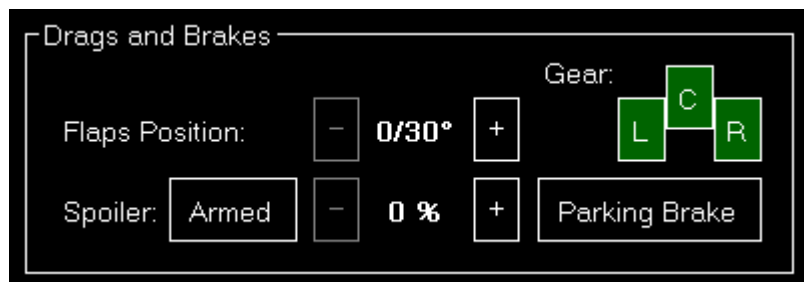 Drags and Brakes
Gear:
L C R
Flaps Position: − 0/30° +
Spoiler: Armed − 0 % + Parking Brake